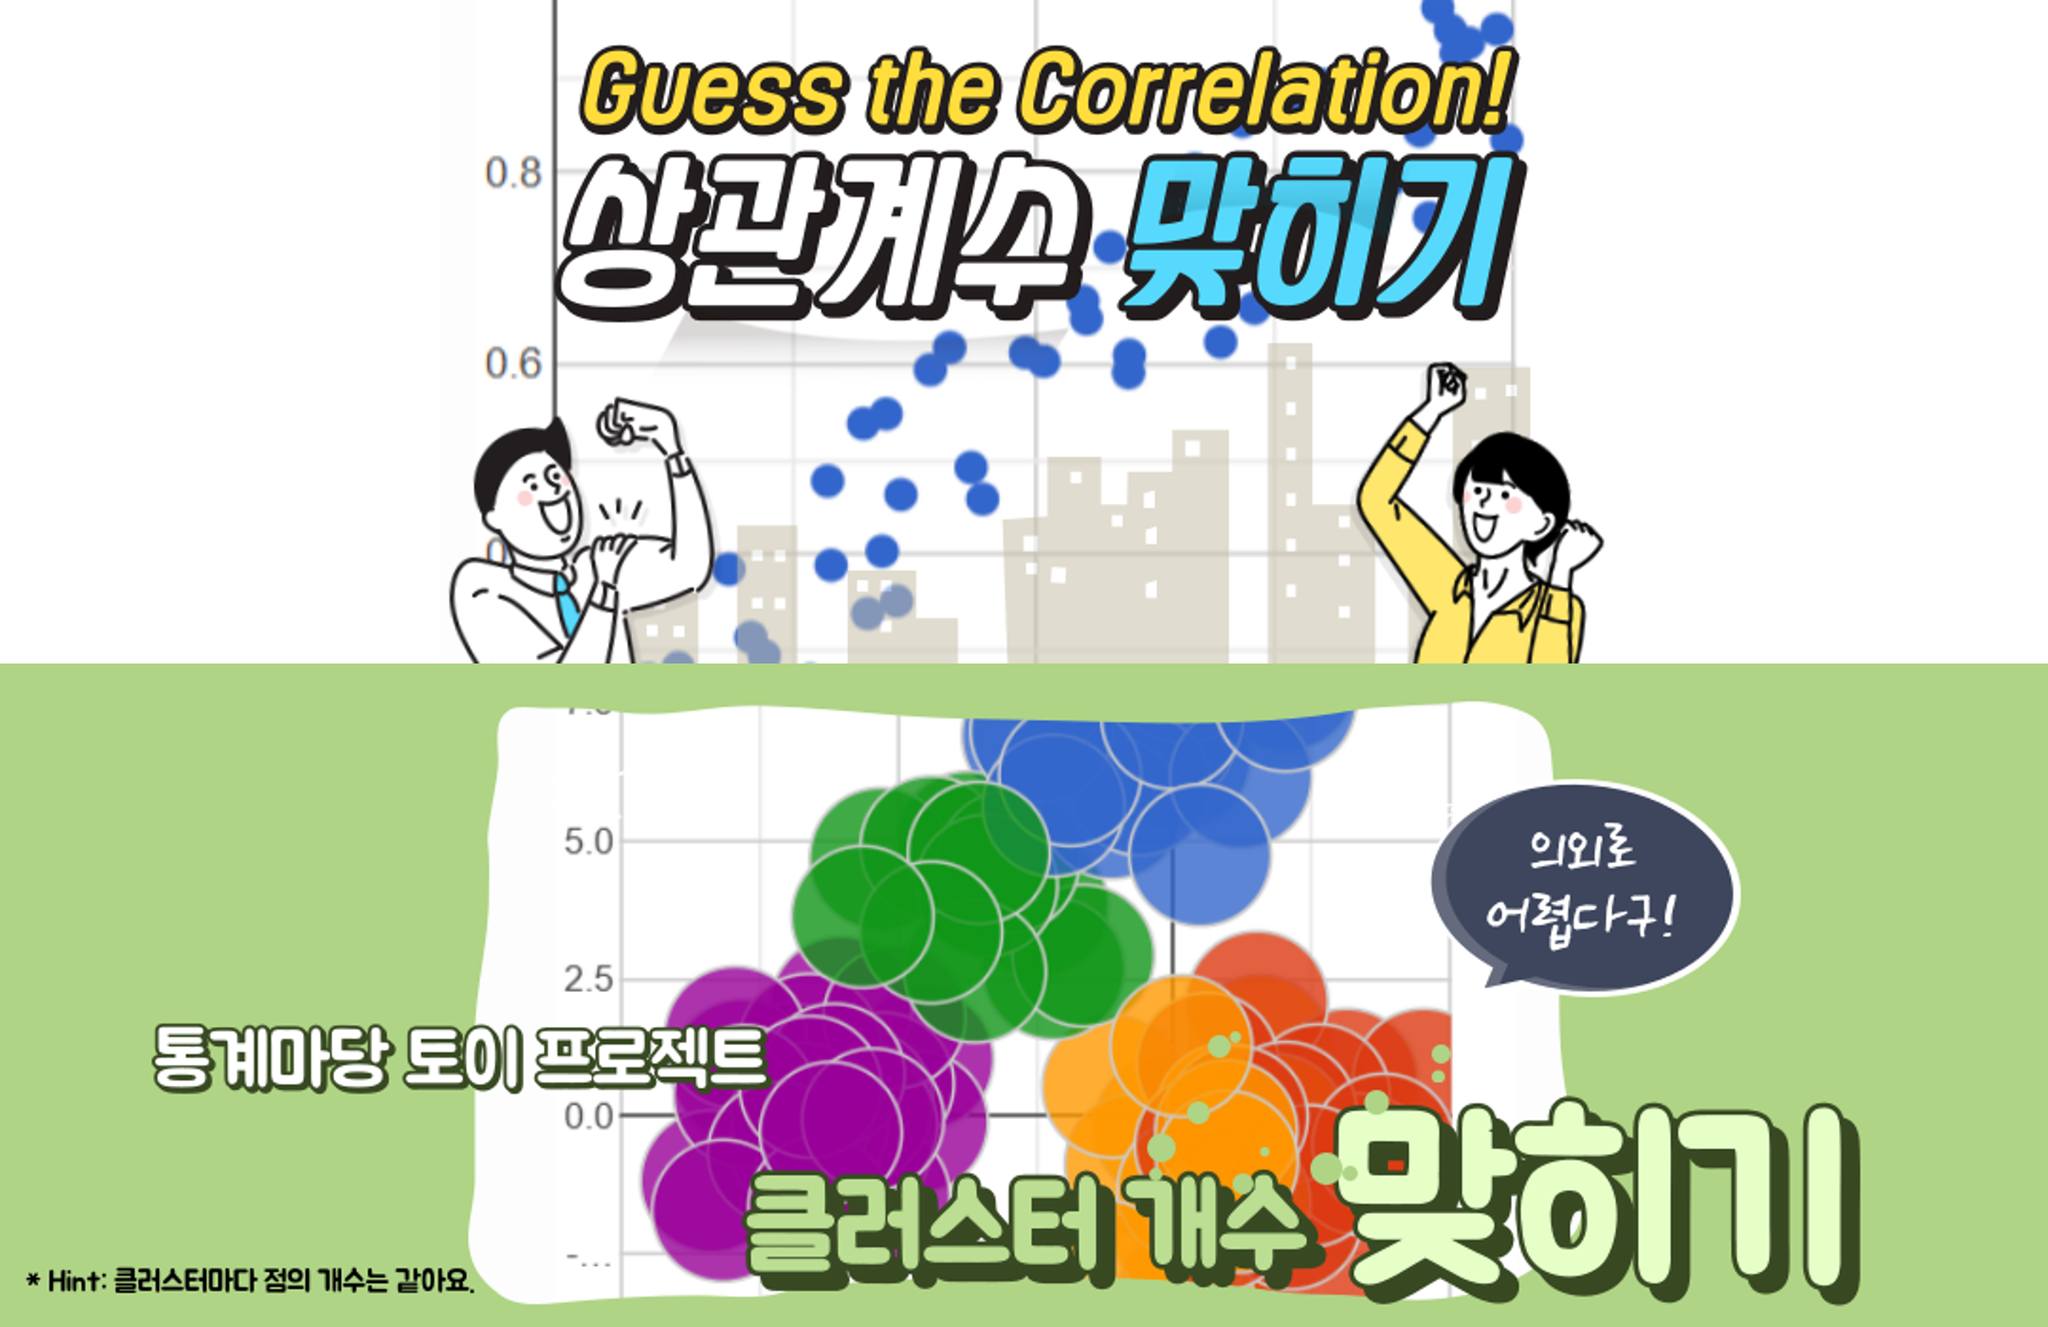 Guess the Correlation!
상관계수 맞히기
0.8
0.6
5.0
2.5
0.0
-...
의외로
어렵다구!
통계마당 토이 프로젝트
클러스터 개수 맞히기
* Hint: 클러스터마다 점의 개수는 같아요.